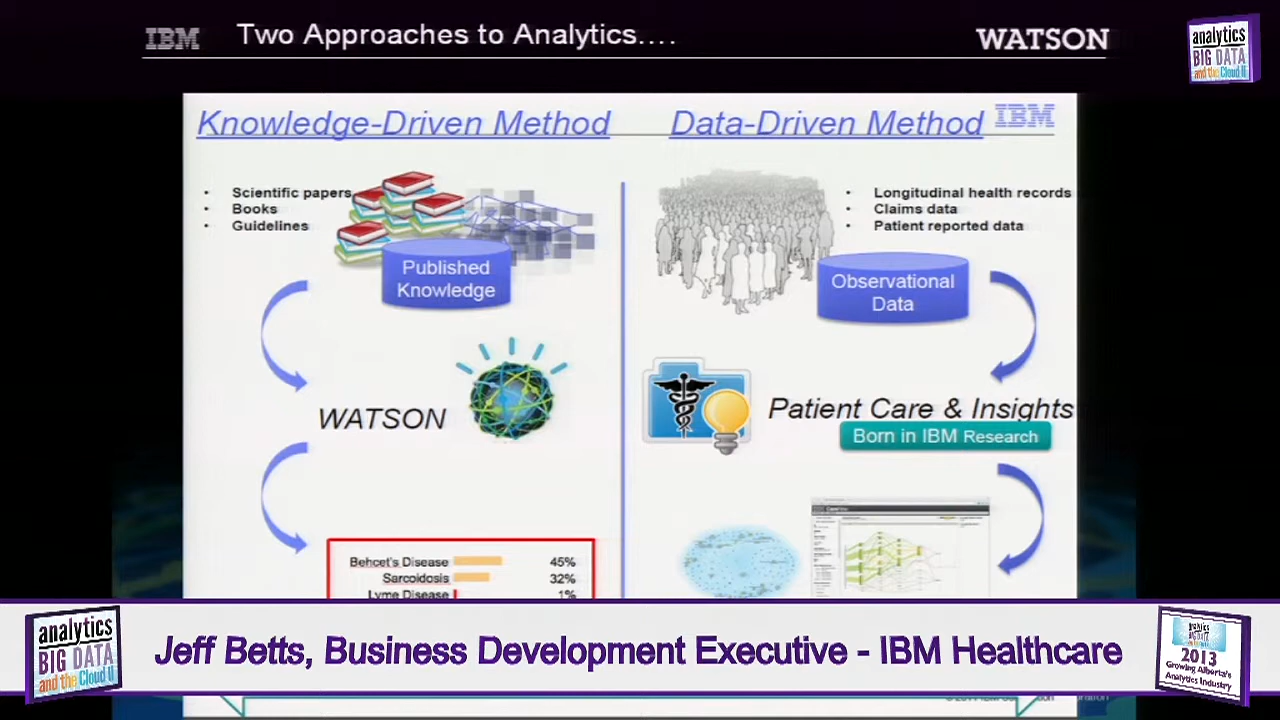 IBM
Two Approaches to Analytics....
WATSON
analytics
BIG DATA
and the Cloud II
Knowledge-Driven Method
Data-Driven Method
IBM
• Scientific papers
• Books
• Guidelines
• Longitudinal health records
• Claims data
• Patient reported data
Published
Knowledge
Observational
Data
WATSON
Patient Care & Insights
Born in IBM Research
Behcet's Disease 45%
Sarcoidosis 32%
Lyme Disease 1%
analytics
BIG DATA
and the Cloud II
Jeff Betts, Business Development Executive - IBM Healthcare
analytics
BIG DATA
2013
Growing Alberta's
Analytics Industry